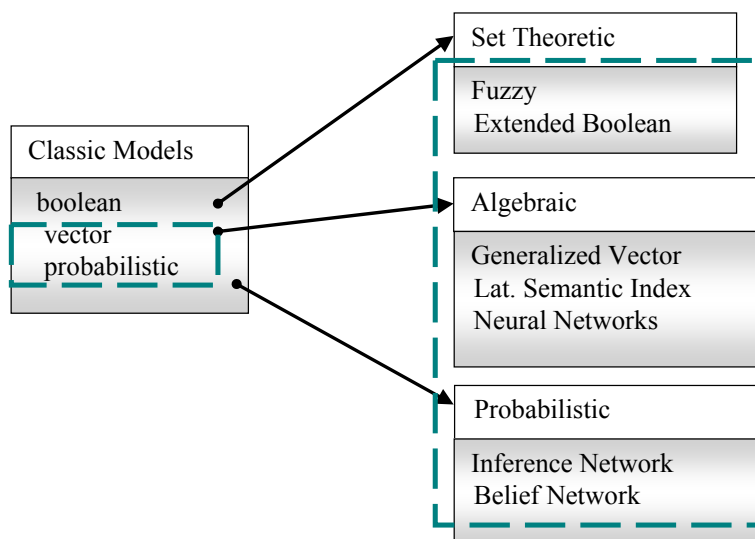 Classic Models
boolean
vector
probabilistic
Set Theoretic
Fuzzy
Extended Boolean
Algebraic
Generalized Vector
Lat. Semantic Index
Neural Networks
Probabilistic
Inference Network
Belief Network